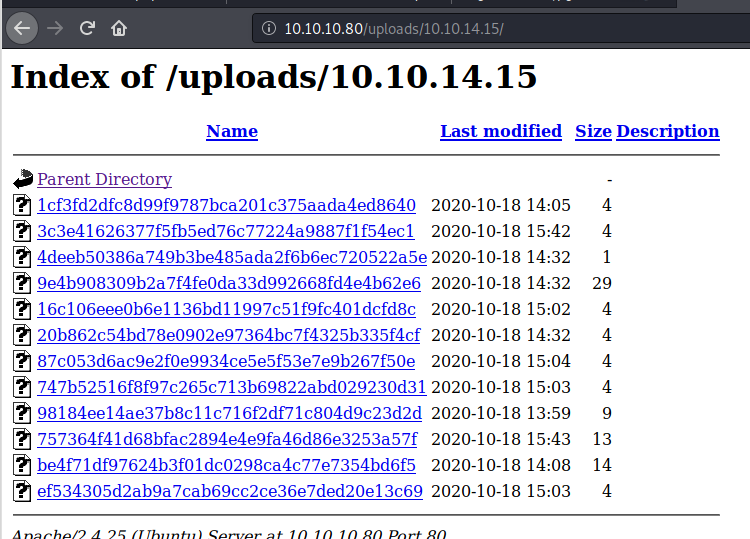 10.10.10.80/uploads/10.10.14.15/
Index of /uploads/10.10.14.15
Name Last modified Size Description
Parent Directory -
1cf3fd2dfc8d99f9787bca201c375aada4ed8640 2020-10-18 14:05 4
3c3e41626377f5fb5ed76c77224a9887f1f54ec1 2020-10-18 15:42 4
4deeb50386a749b3be485ada2f6b6ec720522a5e 2020-10-18 14:32 1
9e4b908309b2a7f4fe0da33d992668fd4e4b62e6 2020-10-18 14:32 29
16c106eee0b6e1136bd11997c51f9fc401dcfd8c 2020-10-18 15:02 4
20b862c54bd78e0902e97364bc7f4325b335f4cf 2020-10-18 14:32 4
87c053d6ac9e2f0e9934ce5e5f53e7e9b267f50e 2020-10-18 15:04 4
747b52516f8f97c265c713b69822abd029230d31 2020-10-18 15:03 4
98184ee14ae37b8c11c716f2df71c804d9c23d2d 2020-10-18 13:59 9
757364f41d68bfac2894e4e9fa46d86e3253a57f 2020-10-18 15:43 13
be4f71df97624b3f01dc0298ca4c77e7354bd6f5 2020-10-18 14:08 14
ef534305d2ab9a7cab69cc2ce36e7ded20e13c69 2020-10-18 15:03 4
Apache/2.4.25 (Ubuntu) Server at 10.10.10.80 Port 80